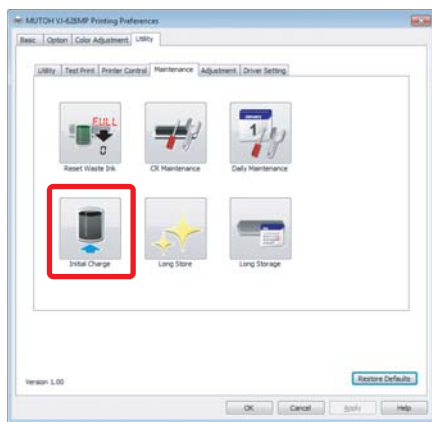 MUTOH VJ-628MP Printing Preferences
Basic Option Color Adjustment Utility
Utility Test Print Printer Control Maintenance Adjustment Driver Setting
FULL
0
1
Reset Waste Ink CR Maintenance Daily Maintenance
Initial Charge Long Store Long Storage
Version 1.00 Restore Defaults
OK Cancel Apply Help